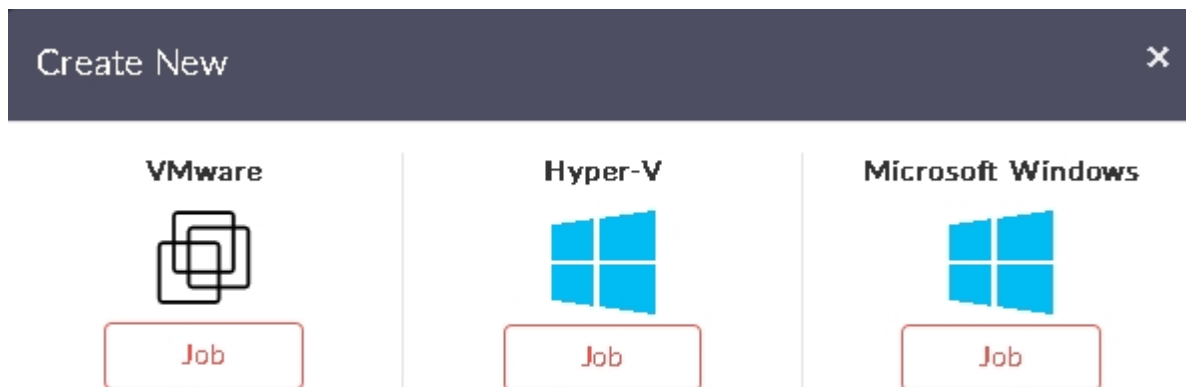 Create New ×
VMware
Hyper-V
Microsoft Windows
Job
Job
Job